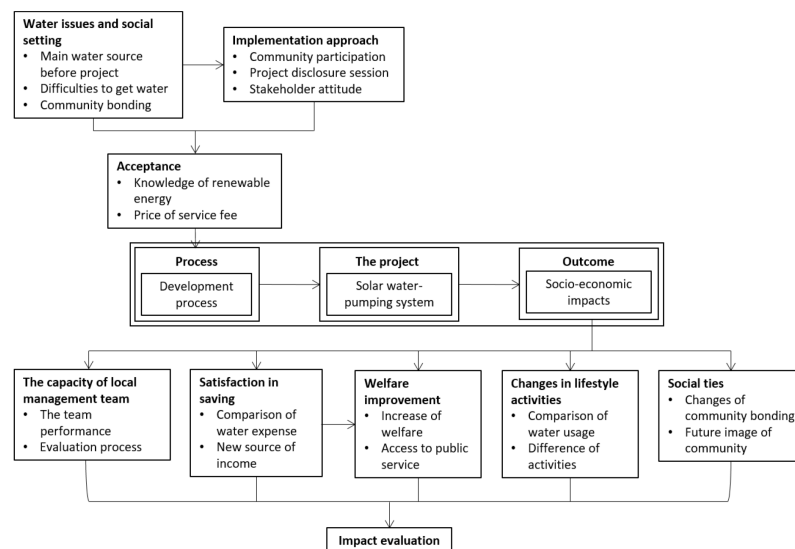 Water issues and social
setting
• Main water source
before project
• Difficulties to get water
• Community bonding
Implementation approach
• Community participation
• Project disclosure session
• Stakeholder attitude
Acceptance
• Knowledge of renewable
energy
• Price of service fee
Process
Development
process
The project
Solar water-
pumping system
Outcome
Socio-economic
impacts
The capacity of local
management team
• The team
performance
• Evaluation process
Satisfaction in
saving
• Comparison of
water expense
• New source of
income
Welfare
improvement
• Increase of
welfare
• Access to public
service
Changes in lifestyle
activities
• Comparison of
water usage
• Difference of
activities
Social ties
• Changes of
community bonding
• Future image of
community
Impact evaluation